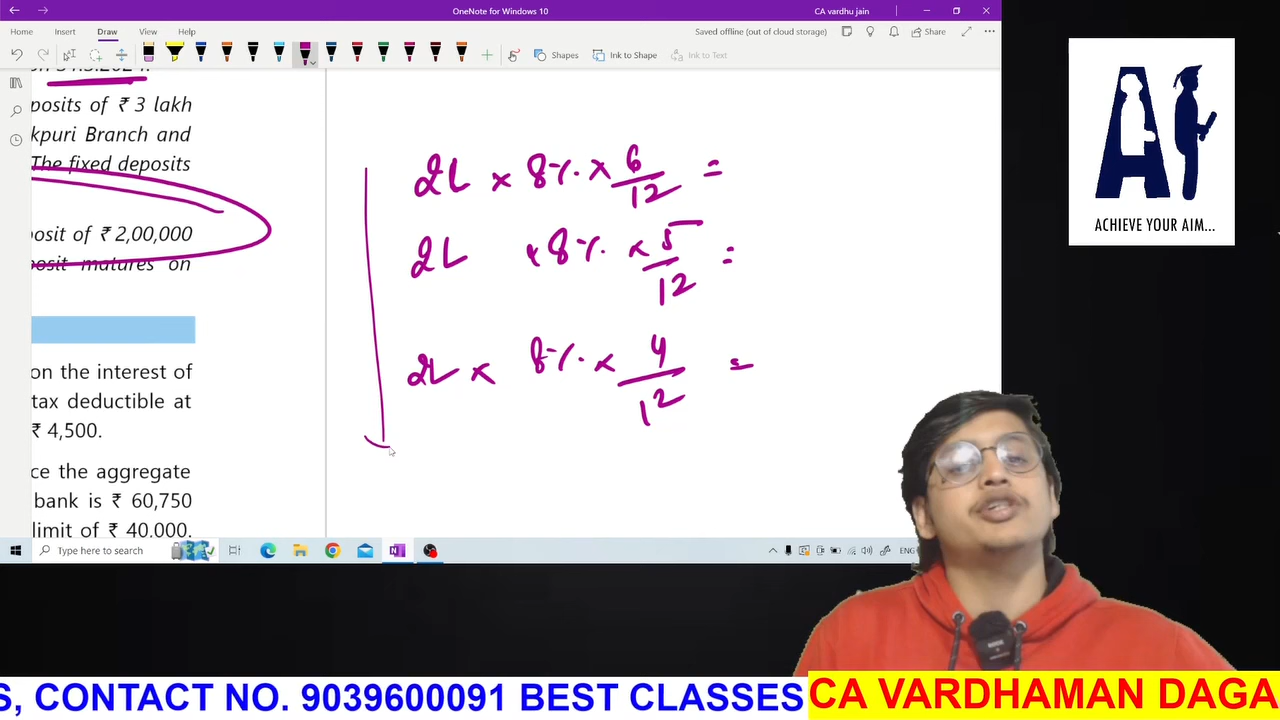 OneNote for Windows 10
CA vardhu jain
Home Insert Draw View Help
Saved offline (out of cloud storage)
Share
Shapes
Ink to Shape
Ink to Text
posits of ₹ 3 lakh
kpuri Branch and
The fixed deposits
posit of ₹ 2,00,000
posit matures on
on the interest of
tax deductible at
₹ 4,500.
ce the aggregate
bank is ₹ 60,750
limit of ₹ 40,000.
2L × 8% × 6/12 =
2L × 8% × 5/12 =
2L × 8% × 4/12 =
ACHIEVE YOUR AIM...
Type here to search
ENG
S, CONTACT NO. 9039600091 BEST CLASSES
CA VARDHAMAN DAGA